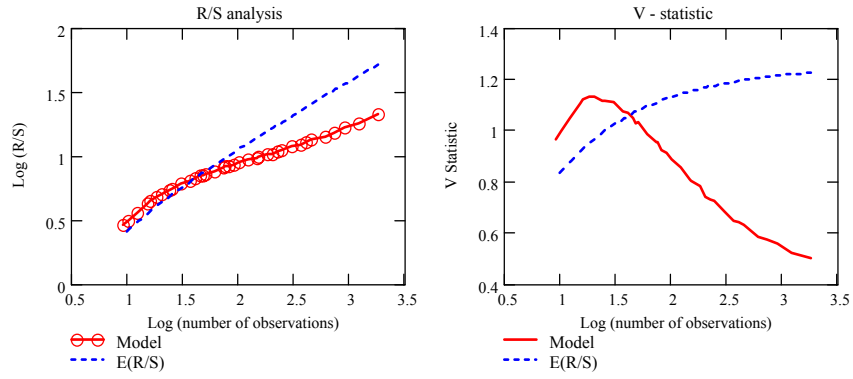 R/S analysis
2
1.5
1
0.5
0
Log (R/S)
0.5 1 1.5 2 2.5 3 3.5
Log (number of observations)
Model
E(R/S)
V - statistic
1.4
1.2
1
0.8
0.6
0.4
V Statistic
0.5 1 1.5 2 2.5 3 3.5
Log (number of observations)
Model
E(R/S)